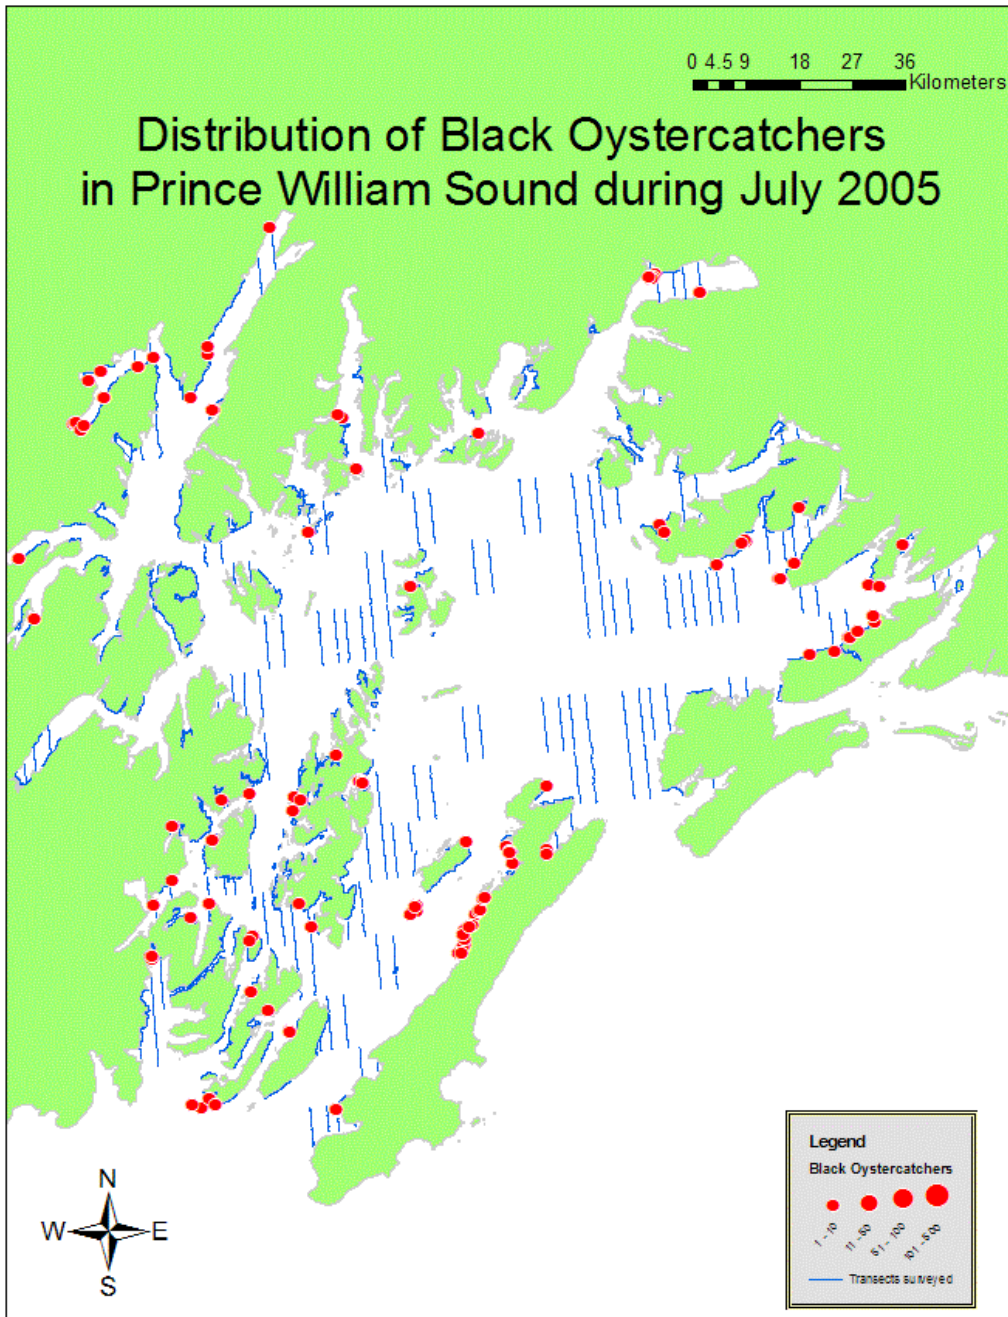 0 4.5 9 18 27 36
Kilometers
Distribution of Black Oystercatchers
in Prince William Sound during July 2005
N
W E
S
Legend
Black Oystercatchers
1 - 10 11 - 50 51 - 100 101 - 500
Transects surveyed